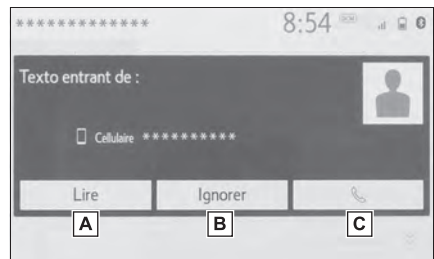 ************* 8:54
Texto entrant de :
Cellulaire **********
Lire Ignorer
A B C